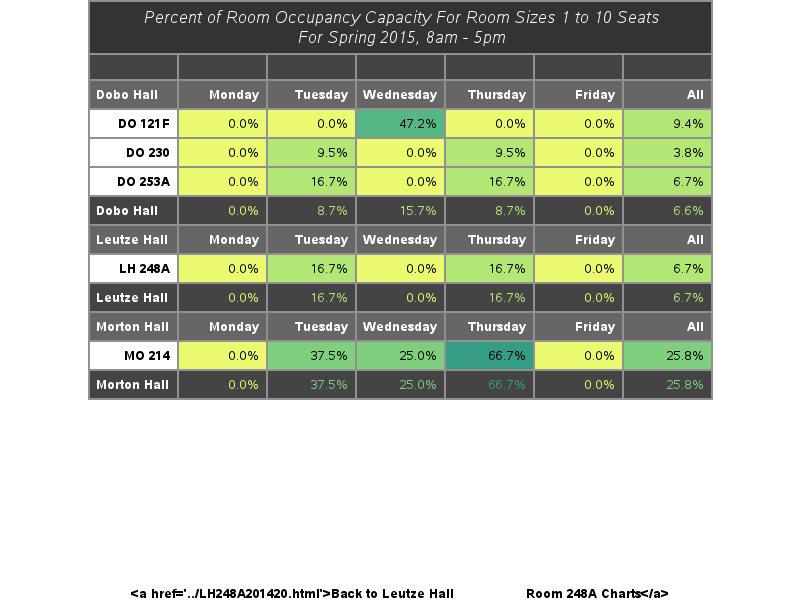 Percent of Room Occupancy Capacity For Room Sizes 1 to 10 Seats
For Spring 2015, 8am - 5pm
Dobo Hall Monday Tuesday Wednesday Thursday Friday All
DO 121F 0.0% 0.0% 47.2% 0.0% 0.0% 9.4%
DO 230 0.0% 9.5% 0.0% 9.5% 0.0% 3.8%
DO 253A 0.0% 16.7% 0.0% 16.7% 0.0% 6.7%
Dobo Hall 0.0% 8.7% 15.7% 8.7% 0.0% 6.6%
Leutze Hall Monday Tuesday Wednesday Thursday Friday All
LH 248A 0.0% 16.7% 0.0% 16.7% 0.0% 6.7%
Leutze Hall 0.0% 16.7% 0.0% 16.7% 0.0% 6.7%
Morton Hall Monday Tuesday Wednesday Thursday Friday All
MO 214 0.0% 37.5% 25.0% 66.7% 0.0% 25.8%
Morton Hall 0.0% 37.5% 25.0% 66.7% 0.0% 25.8%
<a href='../LH248A201420.html'>Back to Leutze Hall Room 248A Charts</a>